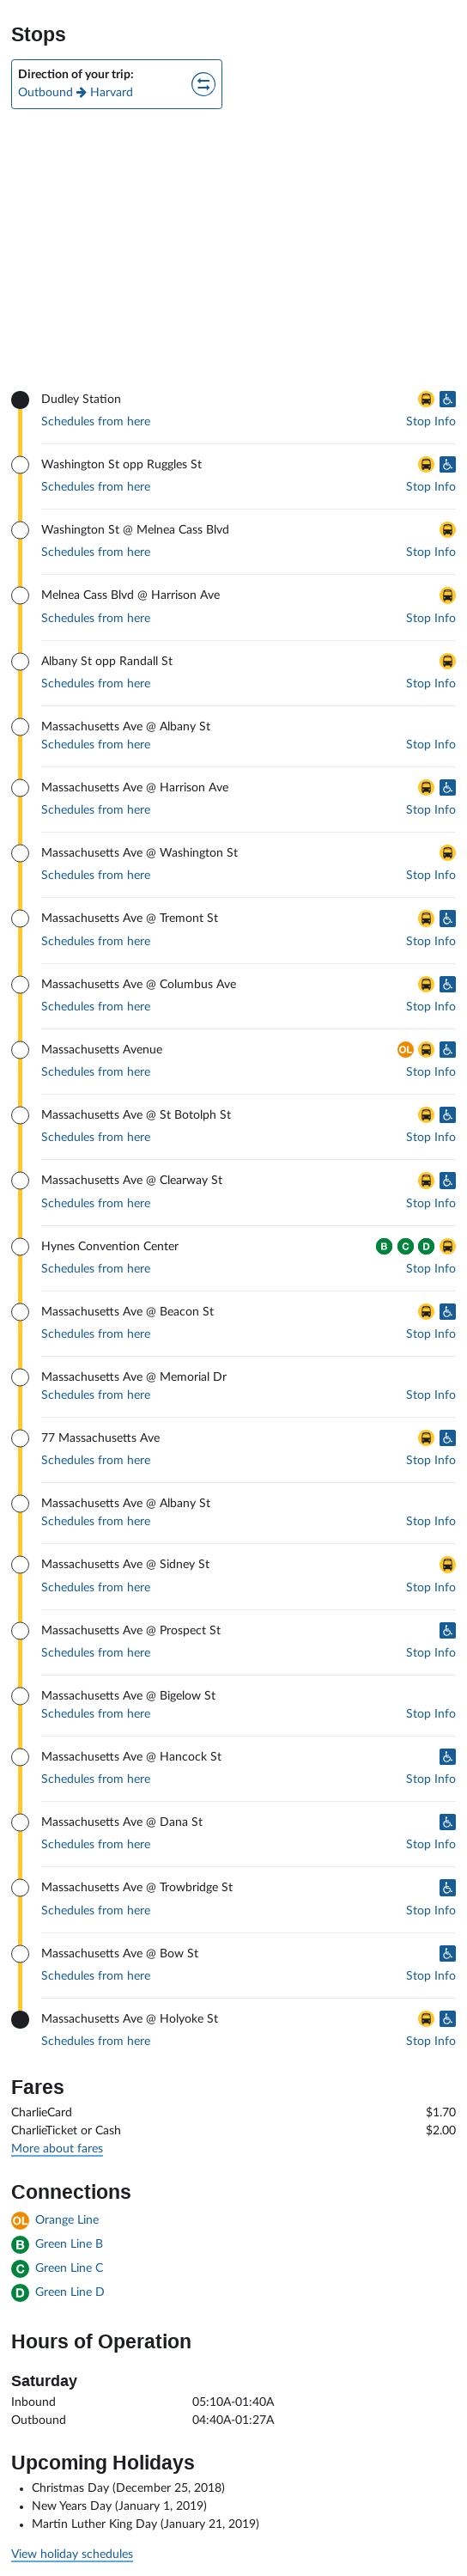 Stops
Direction of your trip:
Outbound → Harvard
Dudley Station
Schedules from here Stop Info
Washington St opp Ruggles St
Schedules from here Stop Info
Washington St @ Melnea Cass Blvd
Schedules from here Stop Info
Melnea Cass Blvd @ Harrison Ave
Schedules from here Stop Info
Albany St opp Randall St
Schedules from here Stop Info
Massachusetts Ave @ Albany St
Schedules from here Stop Info
Massachusetts Ave @ Harrison Ave
Schedules from here Stop Info
Massachusetts Ave @ Washington St
Schedules from here Stop Info
Massachusetts Ave @ Tremont St
Schedules from here Stop Info
Massachusetts Ave @ Columbus Ave
Schedules from here Stop Info
Massachusetts Avenue OL
Schedules from here Stop Info
Massachusetts Ave @ St Botolph St
Schedules from here Stop Info
Massachusetts Ave @ Clearway St
Schedules from here Stop Info
Hynes Convention Center B C D
Schedules from here Stop Info
Massachusetts Ave @ Beacon St
Schedules from here Stop Info
Massachusetts Ave @ Memorial Dr
Schedules from here Stop Info
77 Massachusetts Ave
Schedules from here Stop Info
Massachusetts Ave @ Albany St
Schedules from here Stop Info
Massachusetts Ave @ Sidney St
Schedules from here Stop Info
Massachusetts Ave @ Prospect St
Schedules from here Stop Info
Massachusetts Ave @ Bigelow St
Schedules from here Stop Info
Massachusetts Ave @ Hancock St
Schedules from here Stop Info
Massachusetts Ave @ Dana St
Schedules from here Stop Info
Massachusetts Ave @ Trowbridge St
Schedules from here Stop Info
Massachusetts Ave @ Bow St
Schedules from here Stop Info
Massachusetts Ave @ Holyoke St
Schedules from here Stop Info
Fares
CharlieCard $1.70
CharlieTicket or Cash $2.00
More about fares
Connections
OL Orange Line
B Green Line B
C Green Line C
D Green Line D
Hours of Operation
Saturday
Inbound 05:10A-01:40A
Outbound 04:40A-01:27A
Upcoming Holidays
• Christmas Day (December 25, 2018)
• New Years Day (January 1, 2019)
• Martin Luther King Day (January 21, 2019)
View holiday schedules